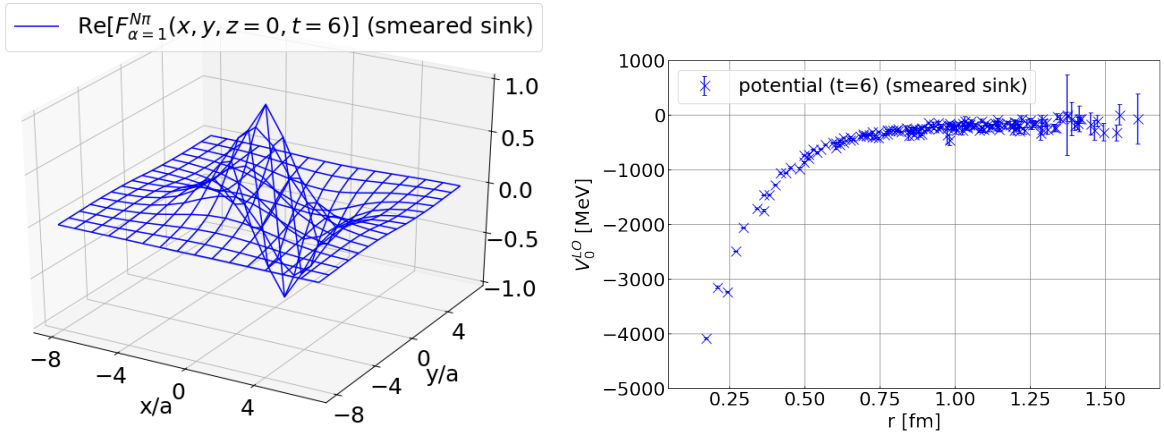 Re[F^{Nπ}_{α=1}(x, y, z = 0, t = 6)] (smeared sink)
1.0
0.5
0.0
−0.5
−1.0
−8
−4
0
4
x/a
−8
−4
0
4
y/a
potential (t=6) (smeared sink)
1000
0
−1000
−2000
−3000
−4000
−5000
V_0^{LO} [MeV]
0.25 0.50 0.75 1.00 1.25 1.50
r [fm]